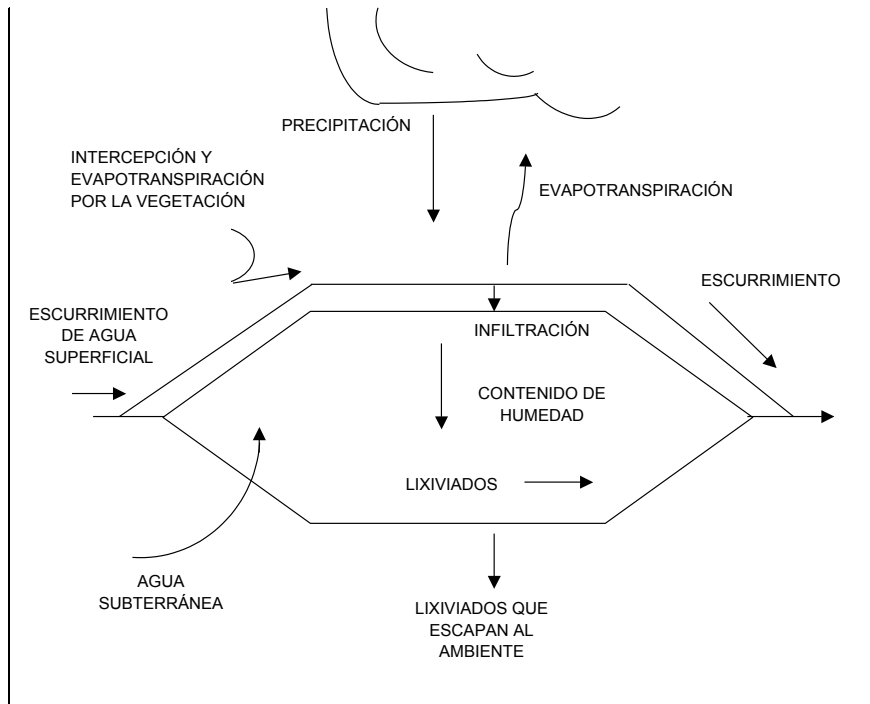 PRECIPITACIÓN
INTERCEPCIÓN Y
EVAPOTRANSPIRACIÓN
POR LA VEGETACIÓN
EVAPOTRANSPIRACIÓN
ESCURRIMIENTO
ESCURRIMIENTO
DE AGUA
SUPERFICIAL
INFILTRACIÓN
CONTENIDO DE
HUMEDAD
LIXIVIADOS
AGUA
SUBTERRÁNEA
LIXIVIADOS QUE
ESCAPAN AL
AMBIENTE